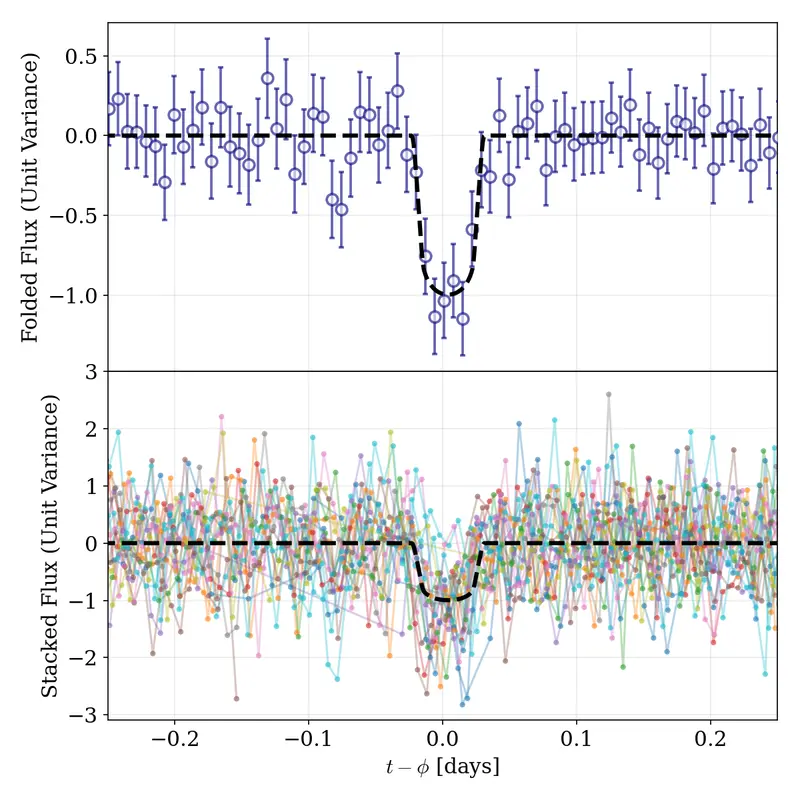 Folded Flux (Unit Variance)
0.5
0.0
−0.5
−1.0
Stacked Flux (Unit Variance)
3
2
1
0
−1
−2
−3
−0.2 −0.1 0.0 0.1 0.2
t − ϕ [days]